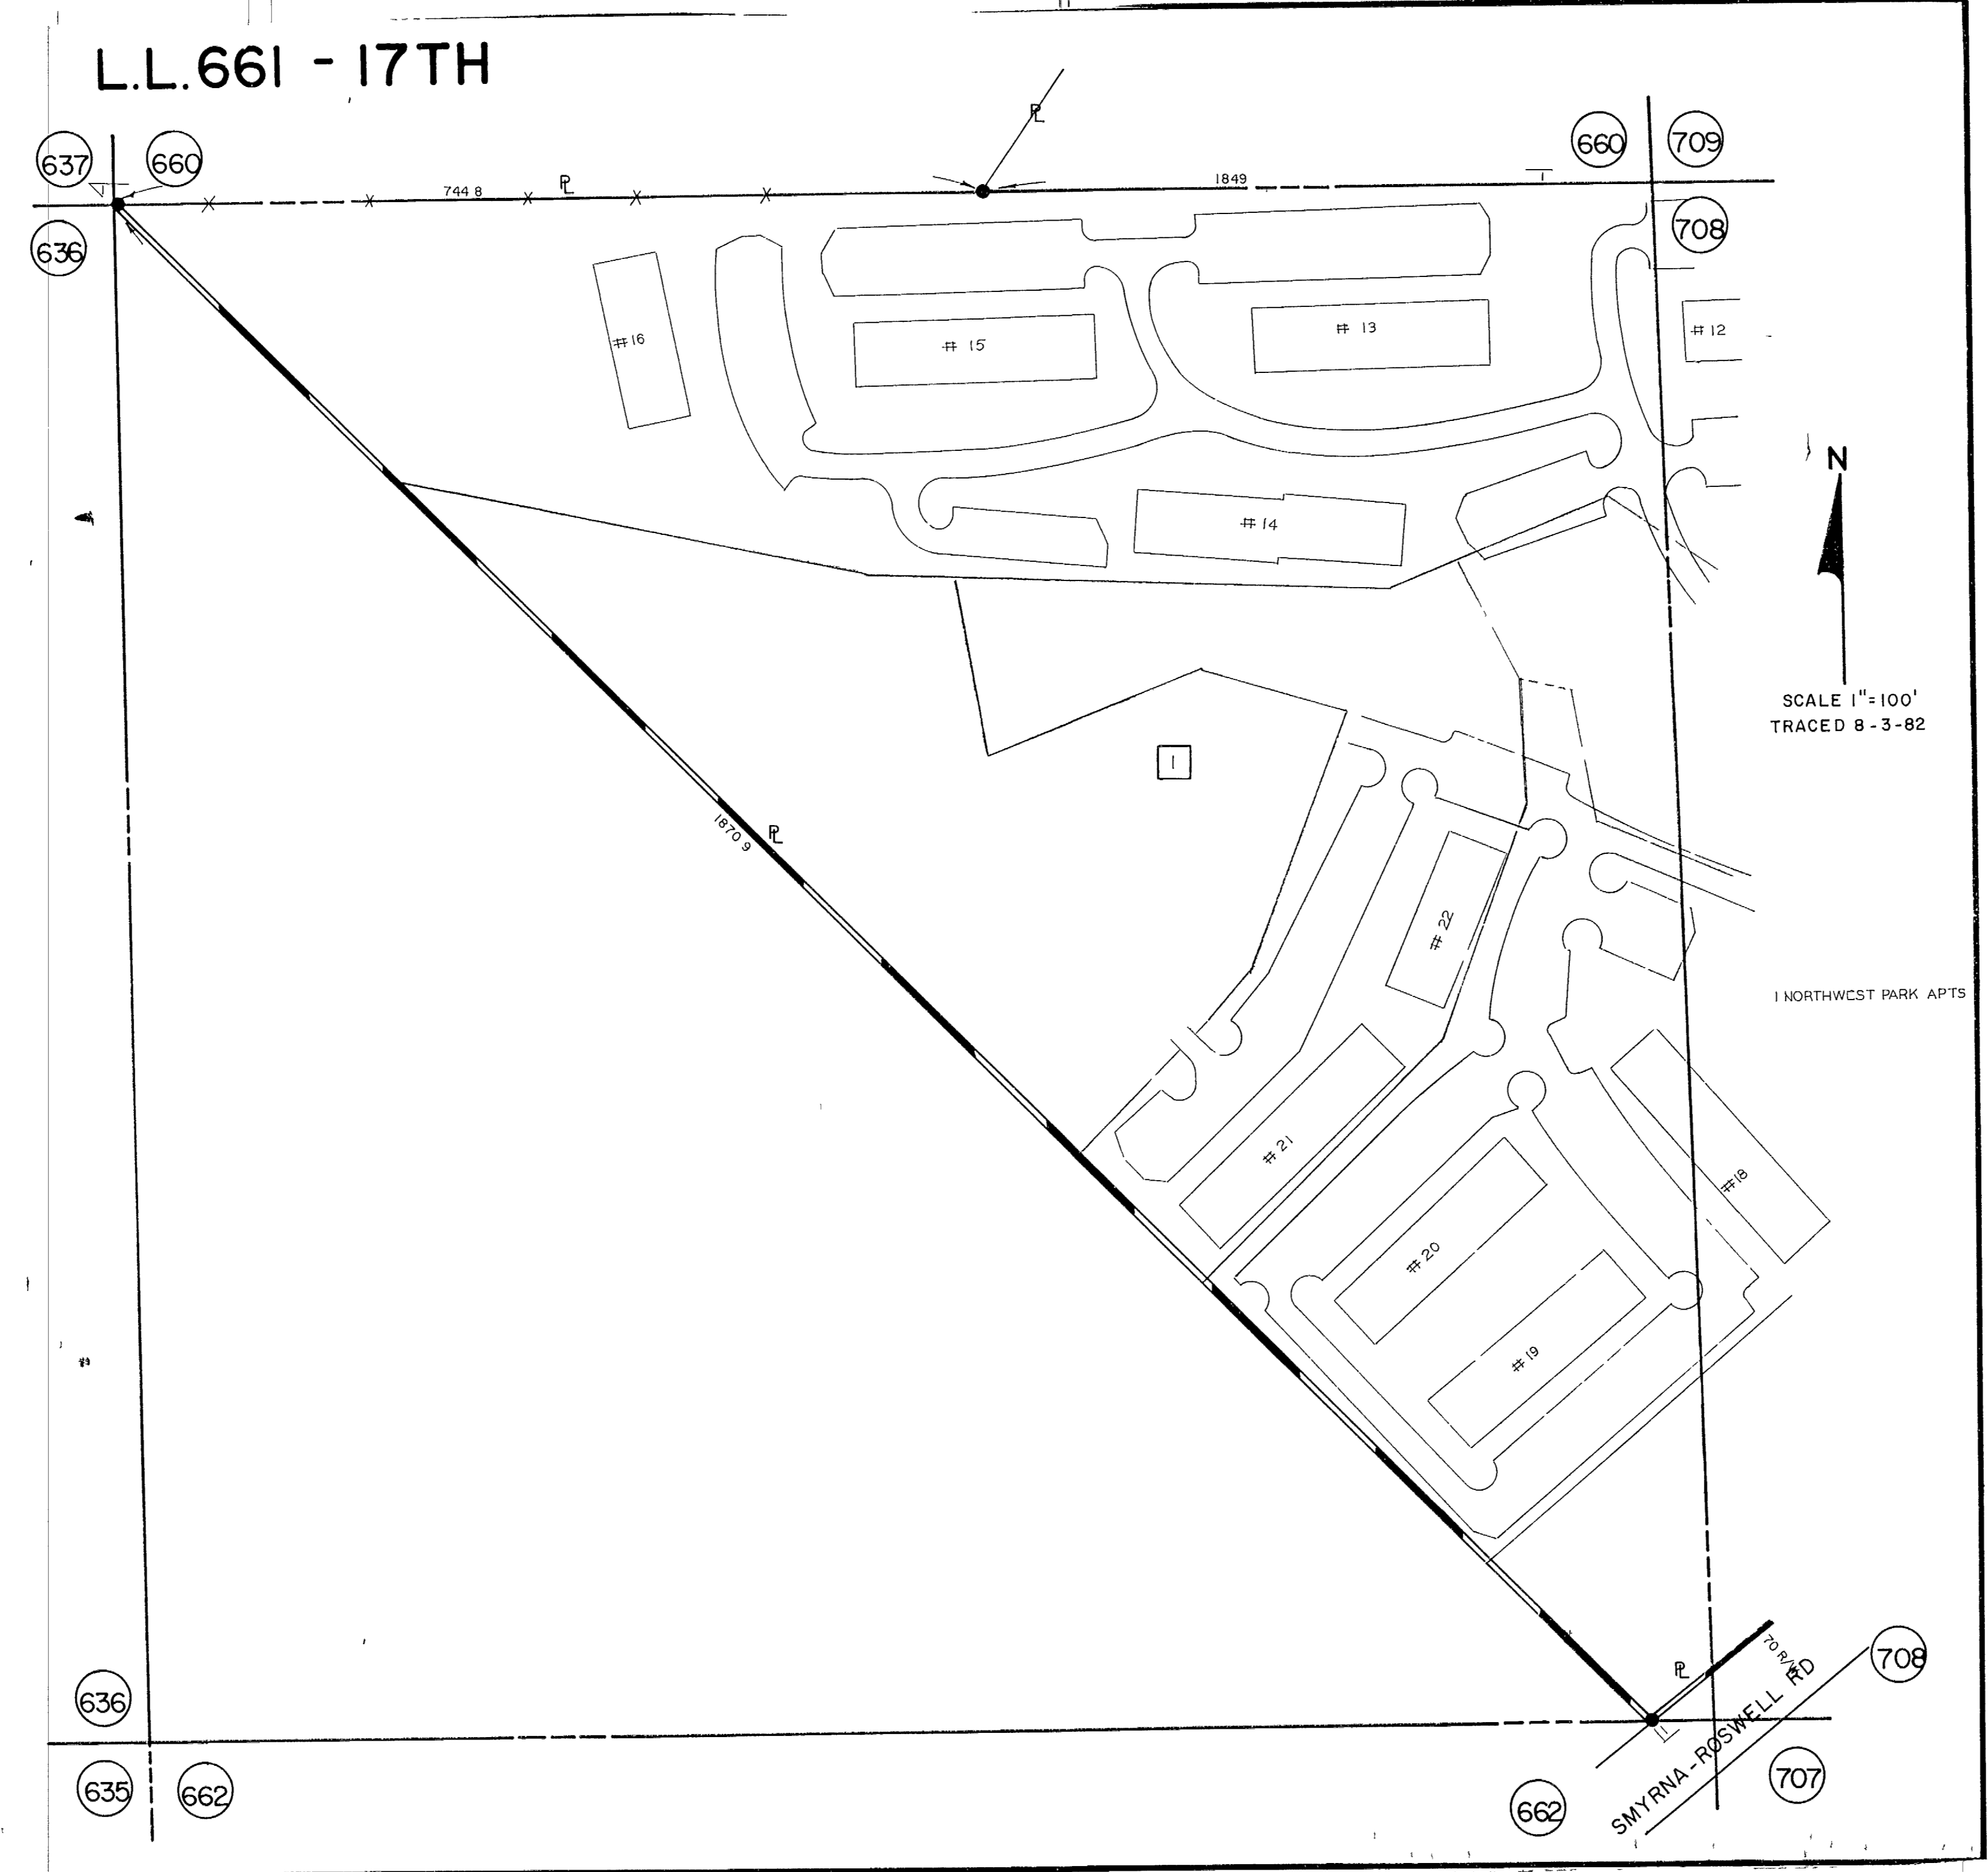 L.L. 661 - 17TH
637
660
660
709
636
708
744 8
PL
PL
1849
#16
# 15
# 13
# 12
# 14
N
SCALE 1"=100'
TRACED 8-3-82
1
1870 9
PL
# 22
1 NORTHWEST PARK APTS
# 21
#18
# 20
# 19
636
635
662
PL
70 R/W
SMYRNA-ROSWELL RD
708
707
662